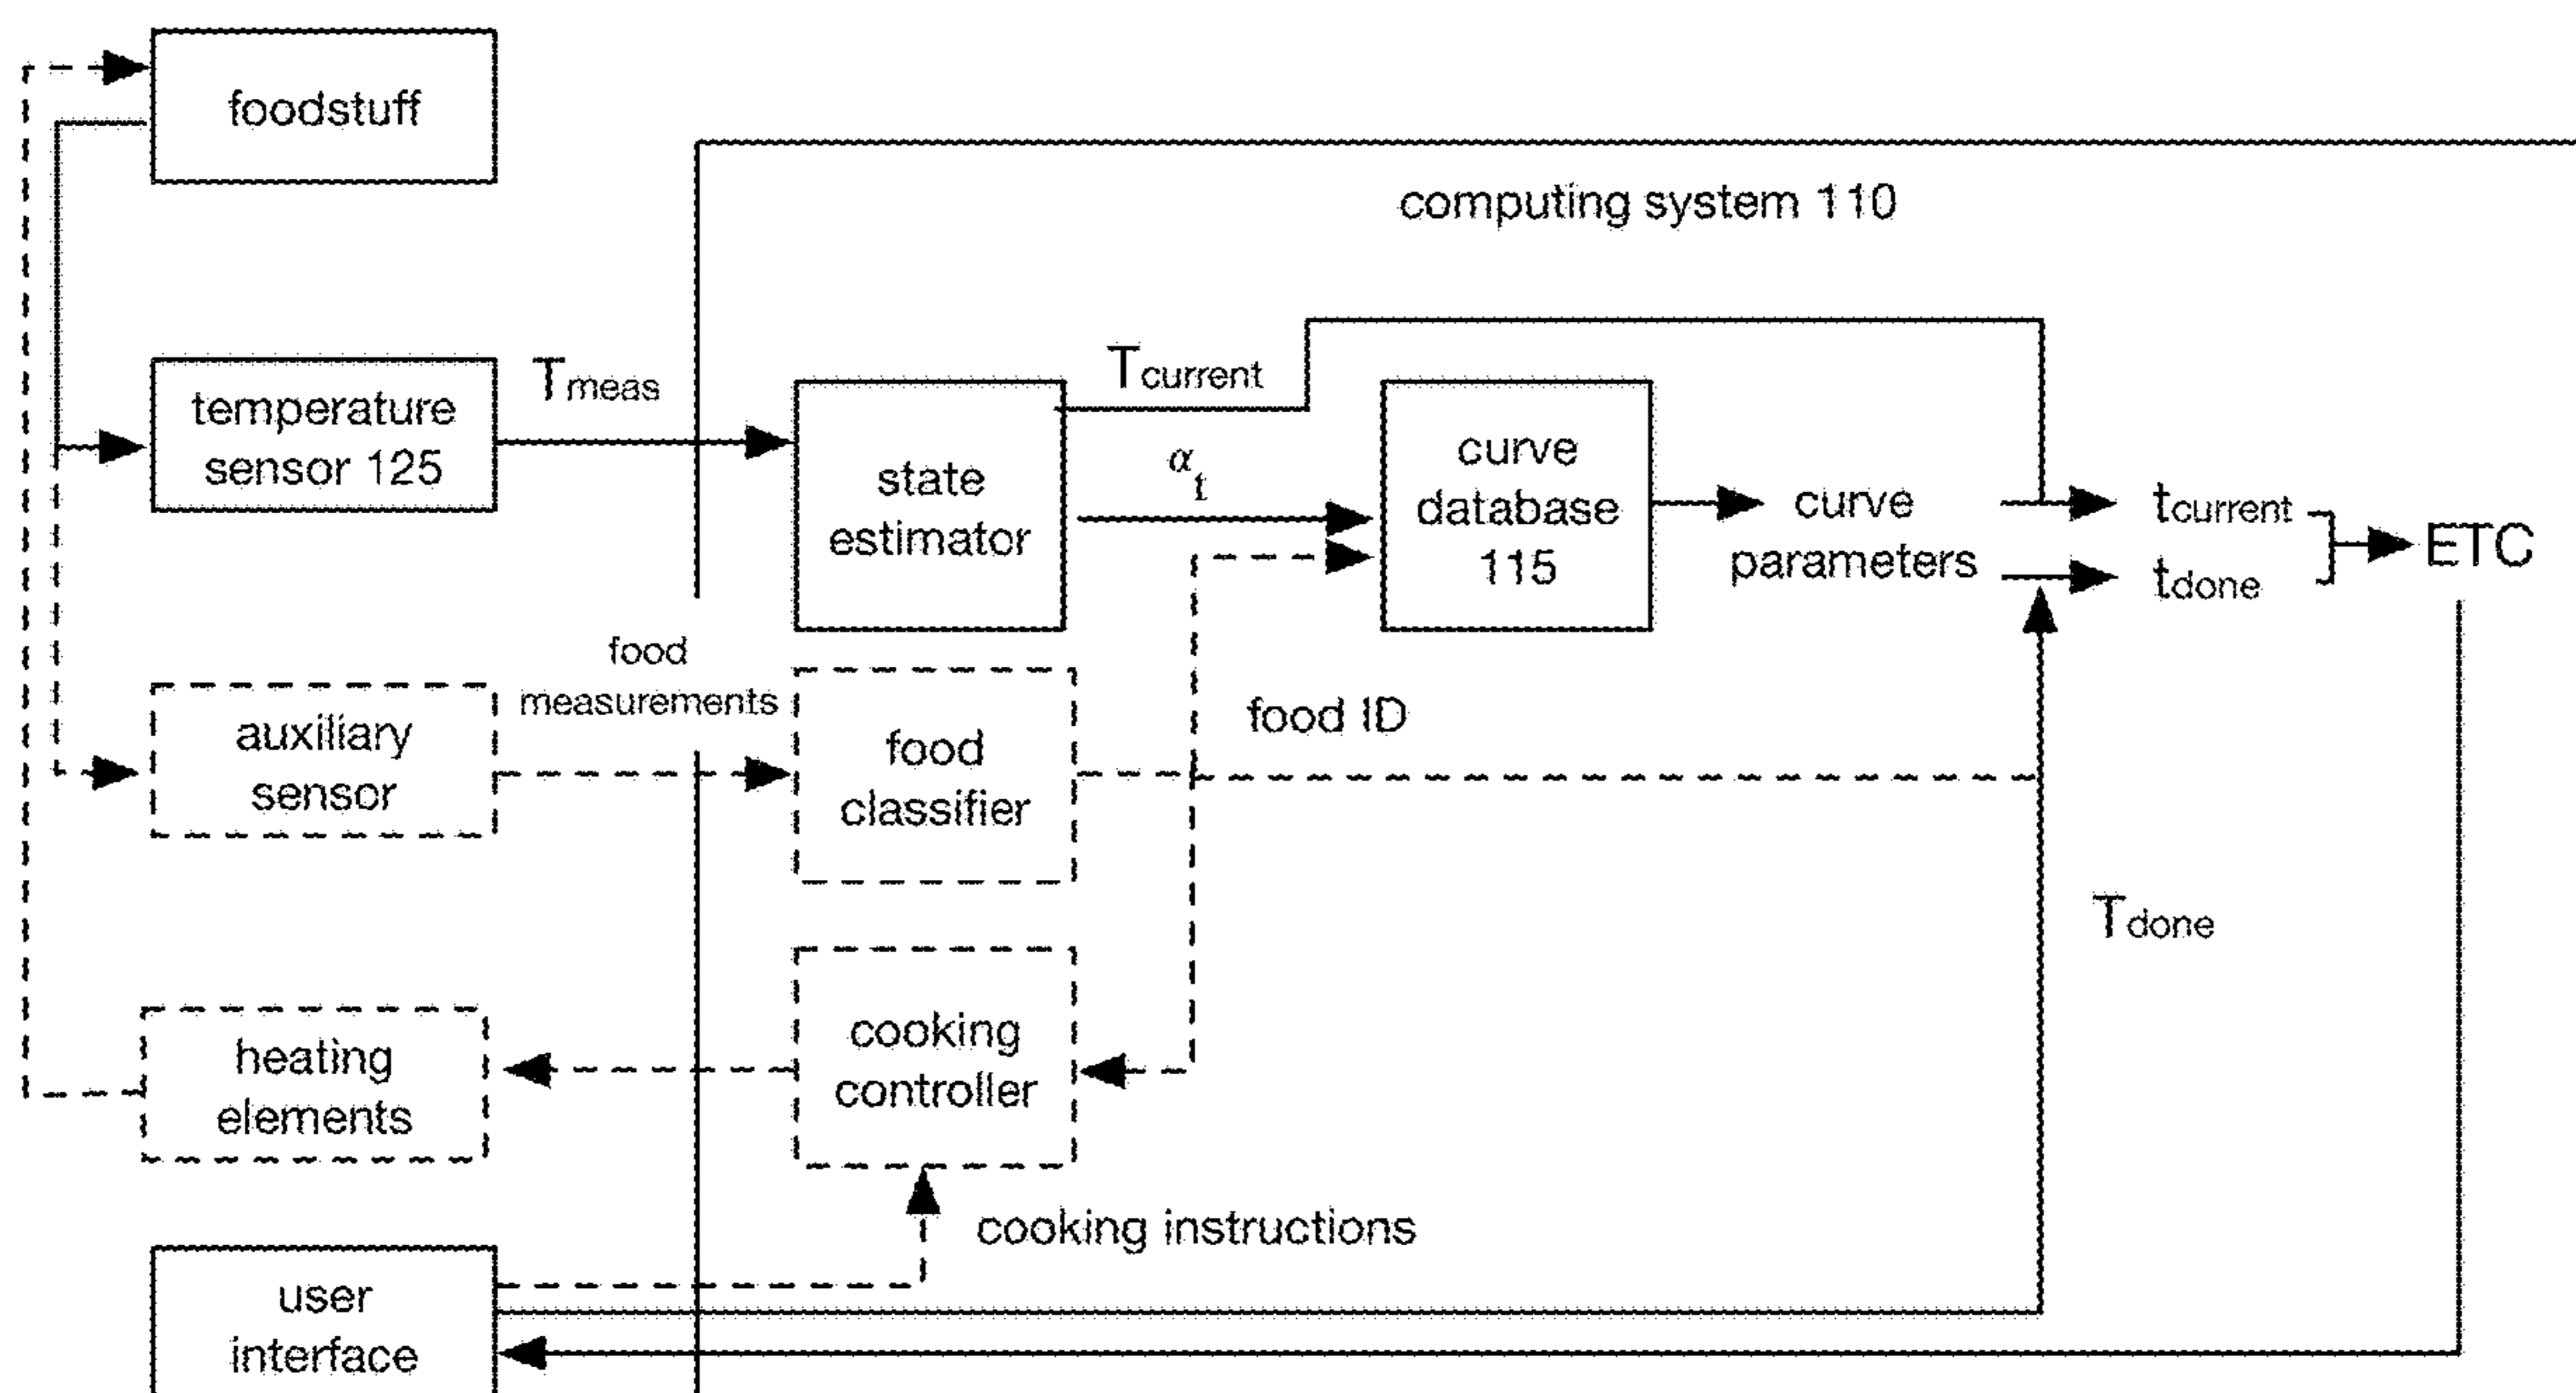 foodstuff
computing system 110
temperature
sensor 125
Tmeas
state
estimator
Tcurrent
αt
curve
database
115
curve
parameters
tcurrent
tdone
ETC
auxiliary
sensor
food
measurements
food
classifier
food ID
Tdone
heating
elements
cooking
controller
cooking instructions
user
interface